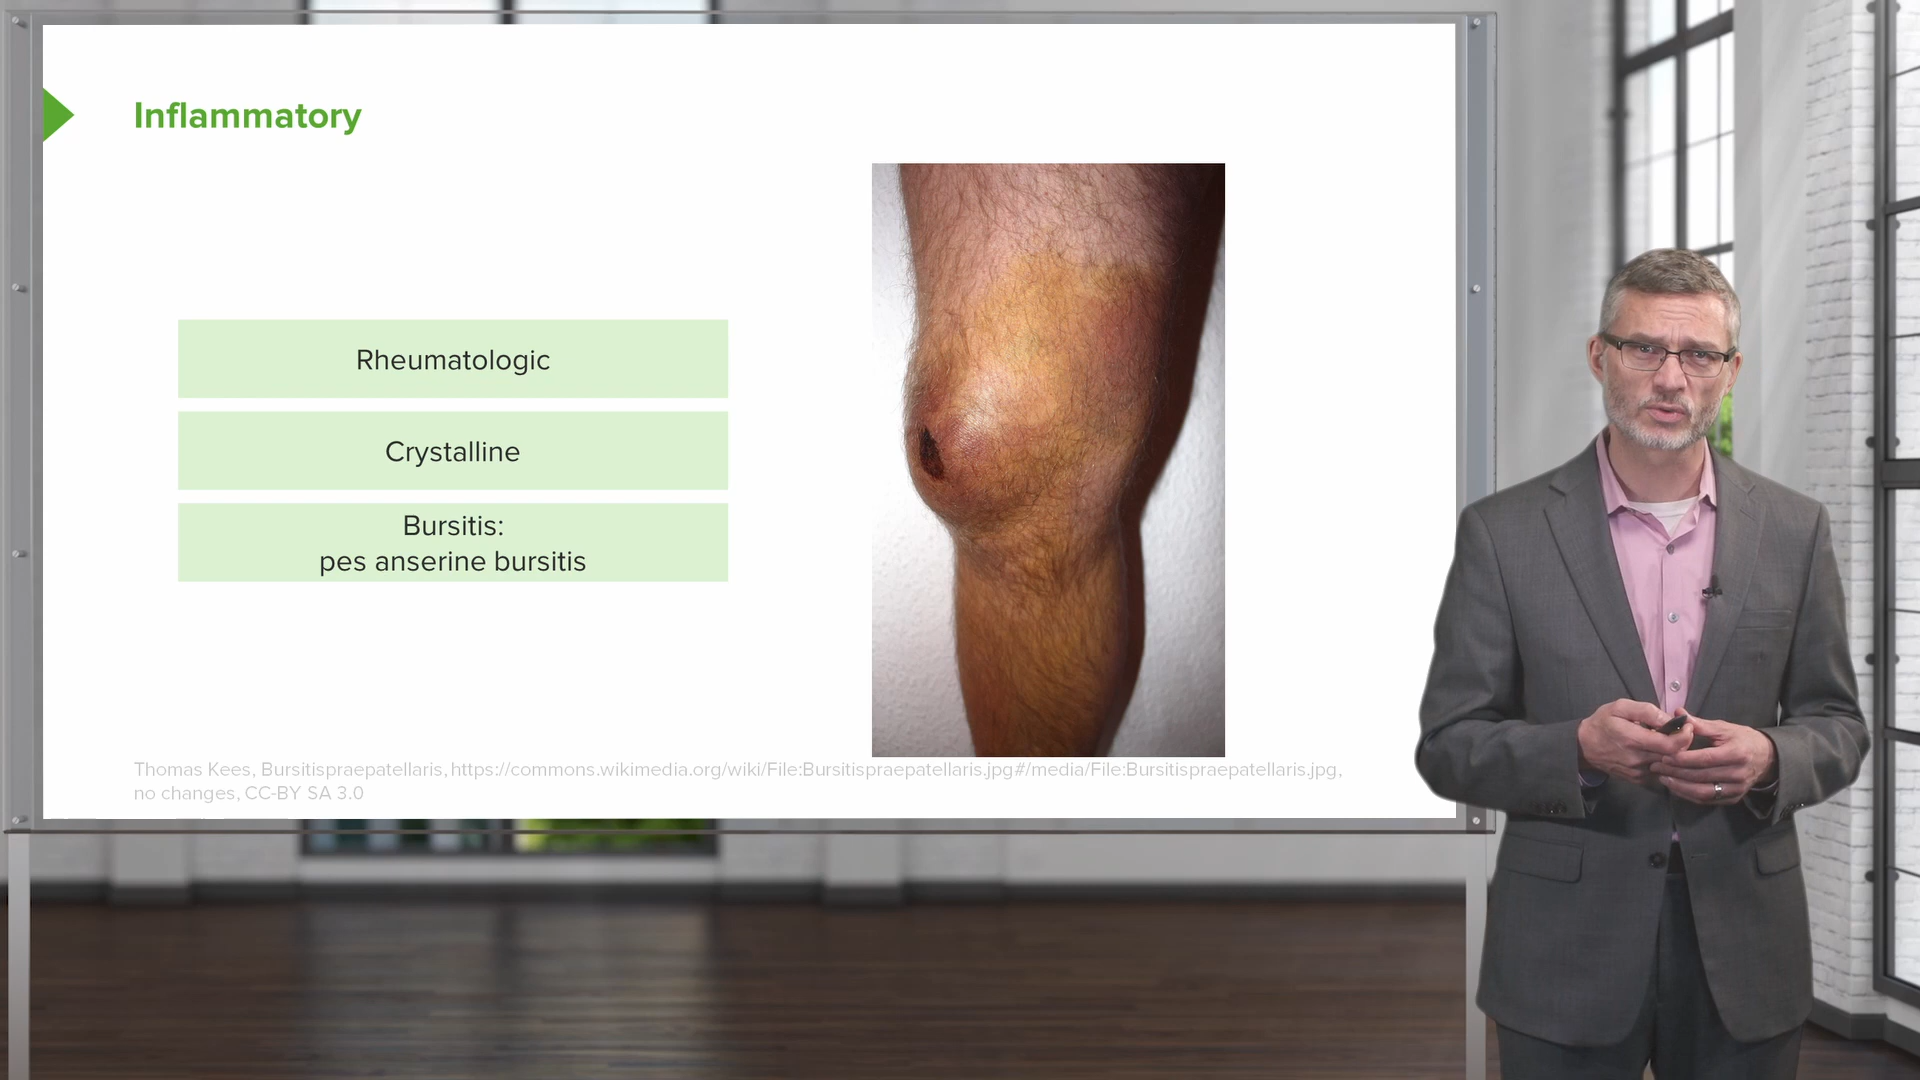 Inflammatory
Rheumatologic
Crystalline
Bursitis:
pes anserine bursitis
Thomas Kees, Bursitispraepatellaris, https://commons.wikimedia.org/wiki/File:Bursitispraepatellaris.jpg#/media/File:Bursitispraepatellaris.jpg,
no changes, CC-BY SA 3.0